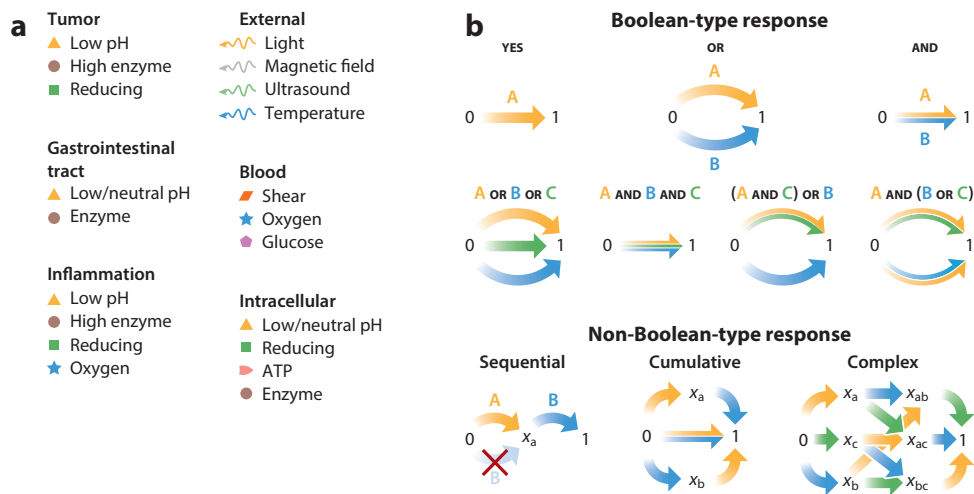 a
Tumor
Low pH
High enzyme
Reducing
Gastrointestinal
tract
Low/neutral pH
Enzyme
Inflammation
Low pH
High enzyme
Reducing
Oxygen
External
Light
Magnetic field
Ultrasound
Temperature
Blood
Shear
Oxygen
Glucose
Intracellular
Low/neutral pH
Reducing
ATP
Enzyme
b
Boolean-type response
YES
OR
AND
A
A
A
0 1
0 1
0 1
B
B
A OR B OR C
A AND B AND C
(A AND C) OR B
A AND (B OR C)
0 1
0 1
0 1
0 1
Non-Boolean-type response
Sequential
Cumulative
Complex
A B
0 xa 1
B
xa
0 1
xb
xa xab
0 xc xac 1
xb xbc